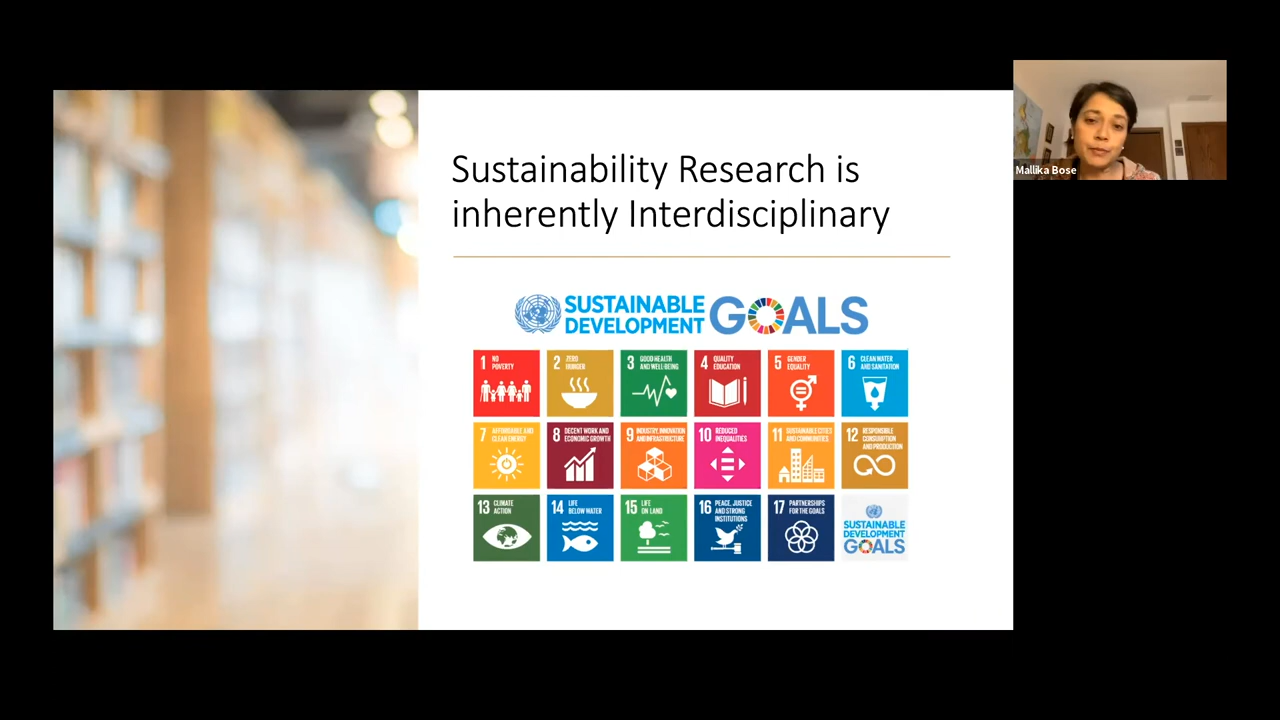 Sustainability Research is
inherently Interdisciplinary
SUSTAINABLE
DEVELOPMENT
GOALS
1 NO
POVERTY
2 ZERO
HUNGER
3 GOOD HEALTH
AND WELL-BEING
4 QUALITY
EDUCATION
5 GENDER
EQUALITY
6 CLEAN WATER
AND SANITATION
7 AFFORDABLE AND
CLEAN ENERGY
8 DECENT WORK AND
ECONOMIC GROWTH
9 INDUSTRY, INNOVATION
AND INFRASTRUCTURE
10 REDUCED
INEQUALITIES
11 SUSTAINABLE CITIES
AND COMMUNITIES
12 RESPONSIBLE
CONSUMPTION
AND PRODUCTION
13 CLIMATE
ACTION
14 LIFE
BELOW WATER
15 LIFE
ON LAND
16 PEACE, JUSTICE
AND STRONG
INSTITUTIONS
17 PARTNERSHIPS
FOR THE GOALS
SUSTAINABLE
DEVELOPMENT
GOALS
Mallika Bose